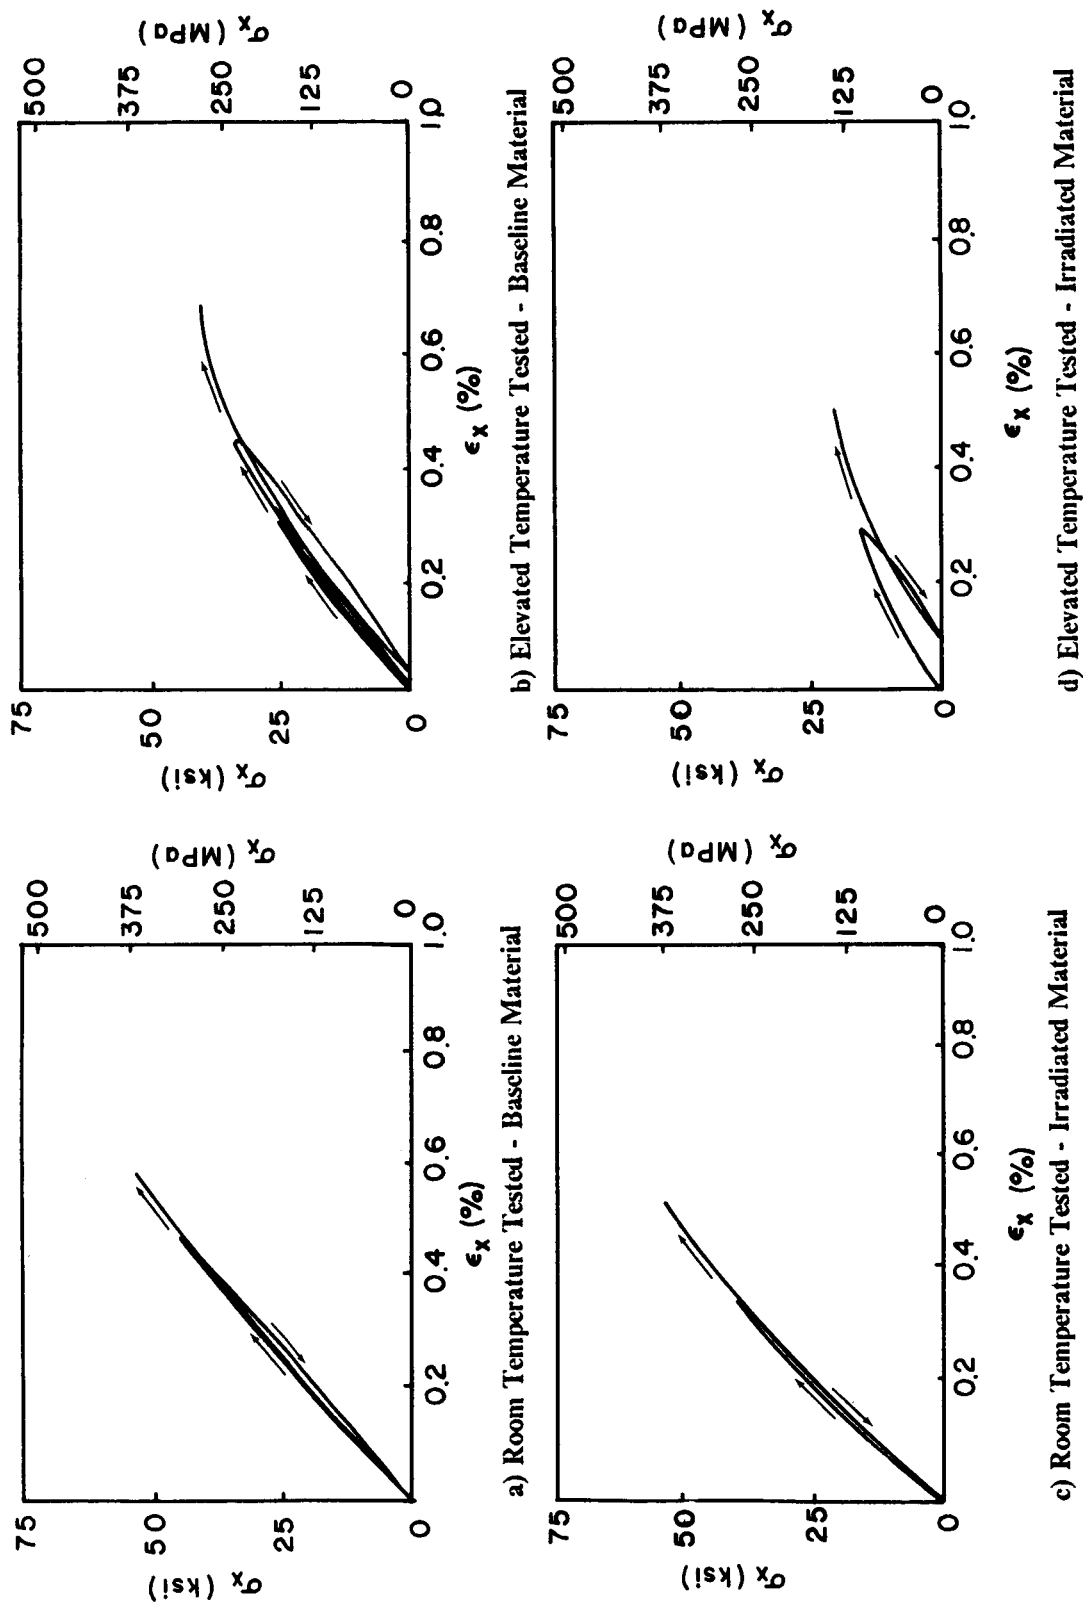 σx (ksi)
75
50
25
0
0.2 0.4 0.6 0.8 1.0
εx (%)
500
375
250
125
0
σx (MPa)
a) Room Temperature Tested - Baseline Material
σx (ksi)
75
50
25
0
0.2 0.4 0.6 0.8 1.0
εx (%)
500
375
250
125
0
σx (MPa)
b) Elevated Temperature Tested - Baseline Material
σx (ksi)
75
50
25
0
0.2 0.4 0.6 0.8 1.0
εx (%)
500
375
250
125
0
σx (MPa)
c) Room Temperature Tested - Irradiated Material
σx (ksi)
75
50
25
0
0.2 0.4 0.6 0.8 1.0
εx (%)
500
375
250
125
0
σx (MPa)
d) Elevated Temperature Tested - Irradiated Material